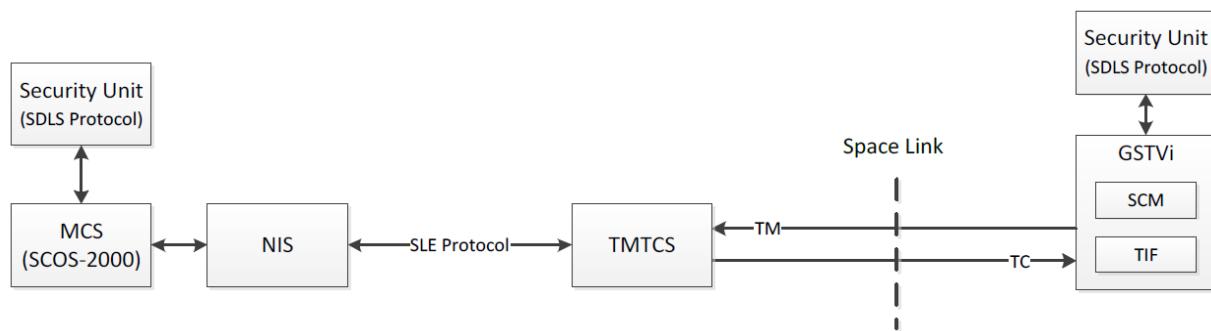 Security Unit
(SDLS Protocol)
MCS
(SCOS-2000)
NIS
SLE Protocol
TMTCS
Space Link
TM
TC
Security Unit
(SDLS Protocol)
GSTVi
SCM
TIF